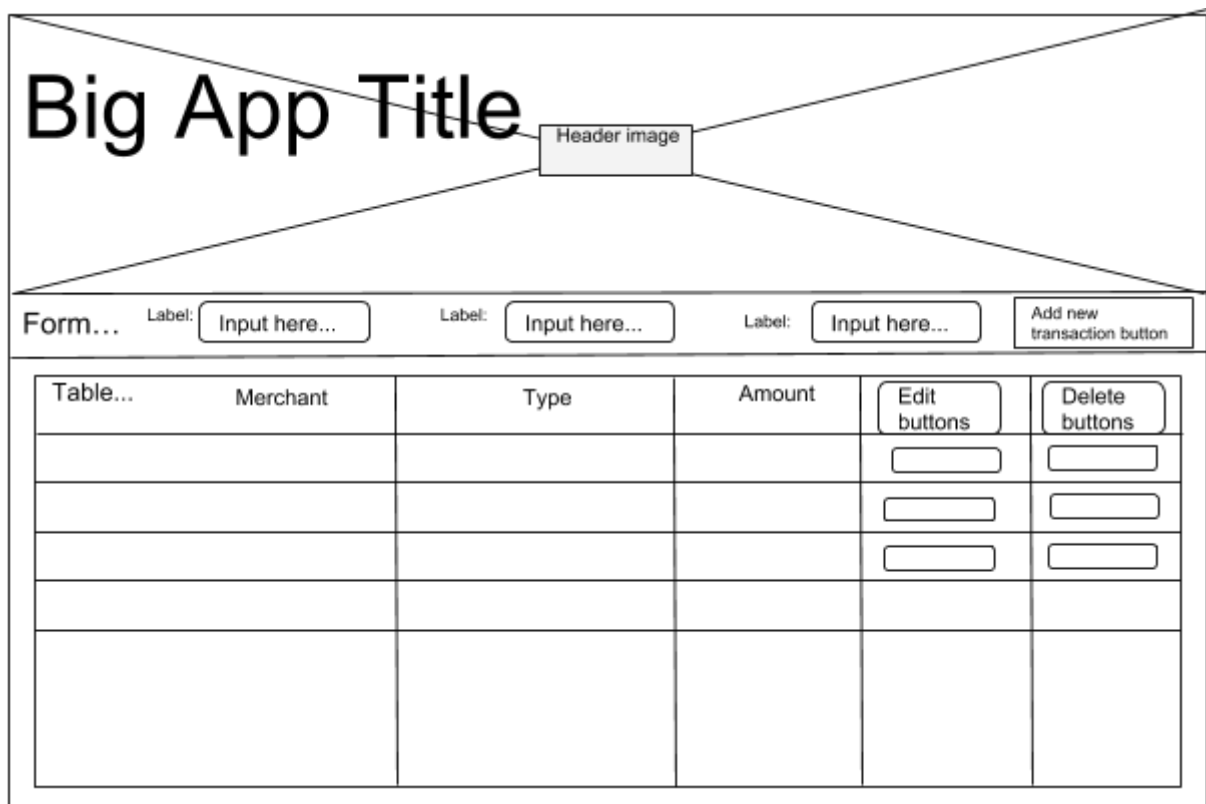 Big App Title
Header image
Form...
Label:
Input here...
Label:
Input here...
Label:
Input here...
Add new
transaction button
Table...
Merchant
Type
Amount
Edit
buttons
Delete
buttons